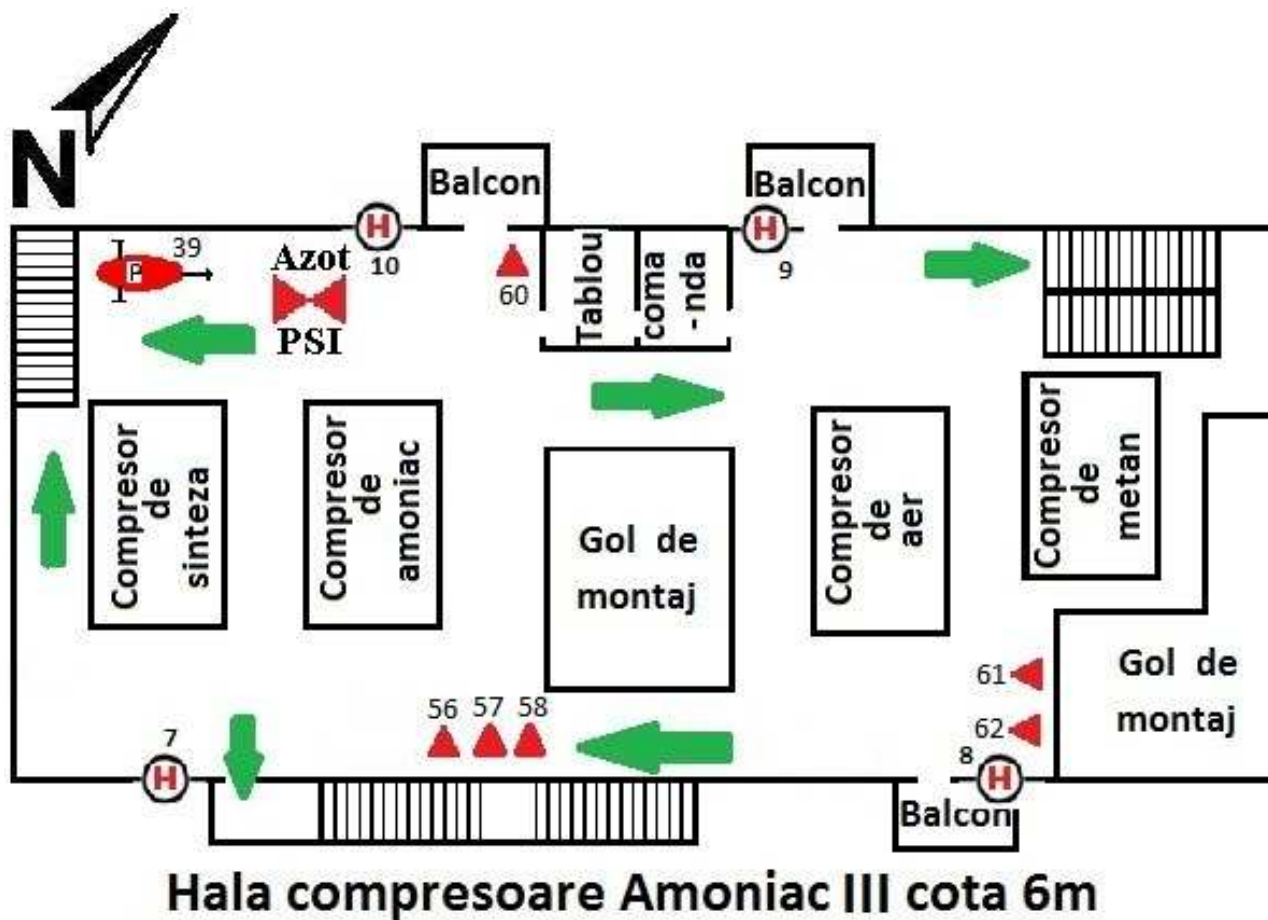 N
Balcon
Balcon
H
10
H
9
39
P
Azot
PSI
60
Tablou
coma
-nda
Compresor
de
sinteza
Compresor
de
amoniac
Gol de
montaj
Compresor
de
aer
Compresor
de
metan
Gol de
montaj
61
62
56
57
58
7
H
8
H
Balcon
Hala compresoare Amoniac III cota 6m